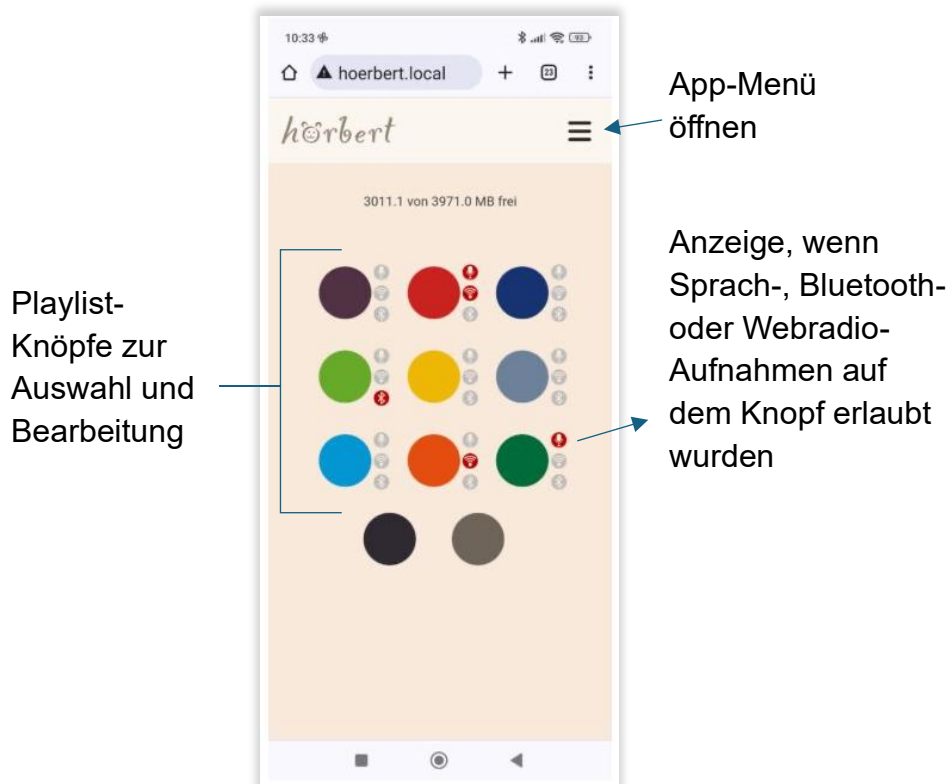 10:33
93
hoerbert.local
23
hörbert
3011.1 von 3971.0 MB frei
App-Menü
öffnen
Playlist-
Knöpfe zur
Auswahl und
Bearbeitung
Anzeige, wenn
Sprach-, Bluetooth-
oder Webradio-
Aufnahmen auf
dem Knopf erlaubt
wurden